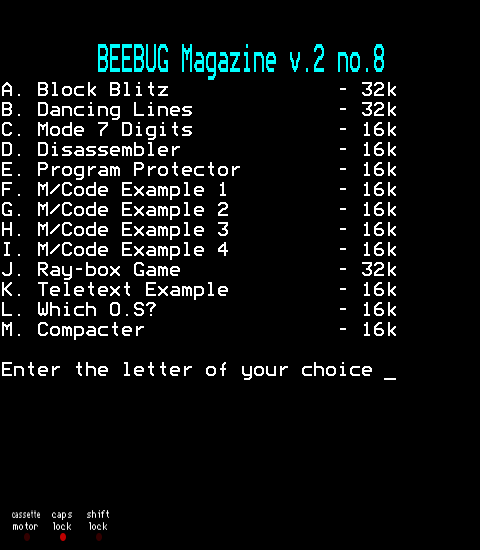 BEEBUG Magazine v.2 no.8
A. Block Blitz - 32k
B. Dancing Lines - 32k
C. Mode 7 Digits - 16k
D. Disassembler - 16k
E. Program Protector - 16k
F. M/Code Example 1 - 16k
G. M/Code Example 2 - 16k
H. M/Code Example 3 - 16k
I. M/Code Example 4 - 16k
J. Ray-box Game - 32k
K. Teletext Example - 16k
L. Which O.S? - 16k
M. Compacter - 16k
Enter the letter of your choice _
cassette motor
caps lock
shift lock